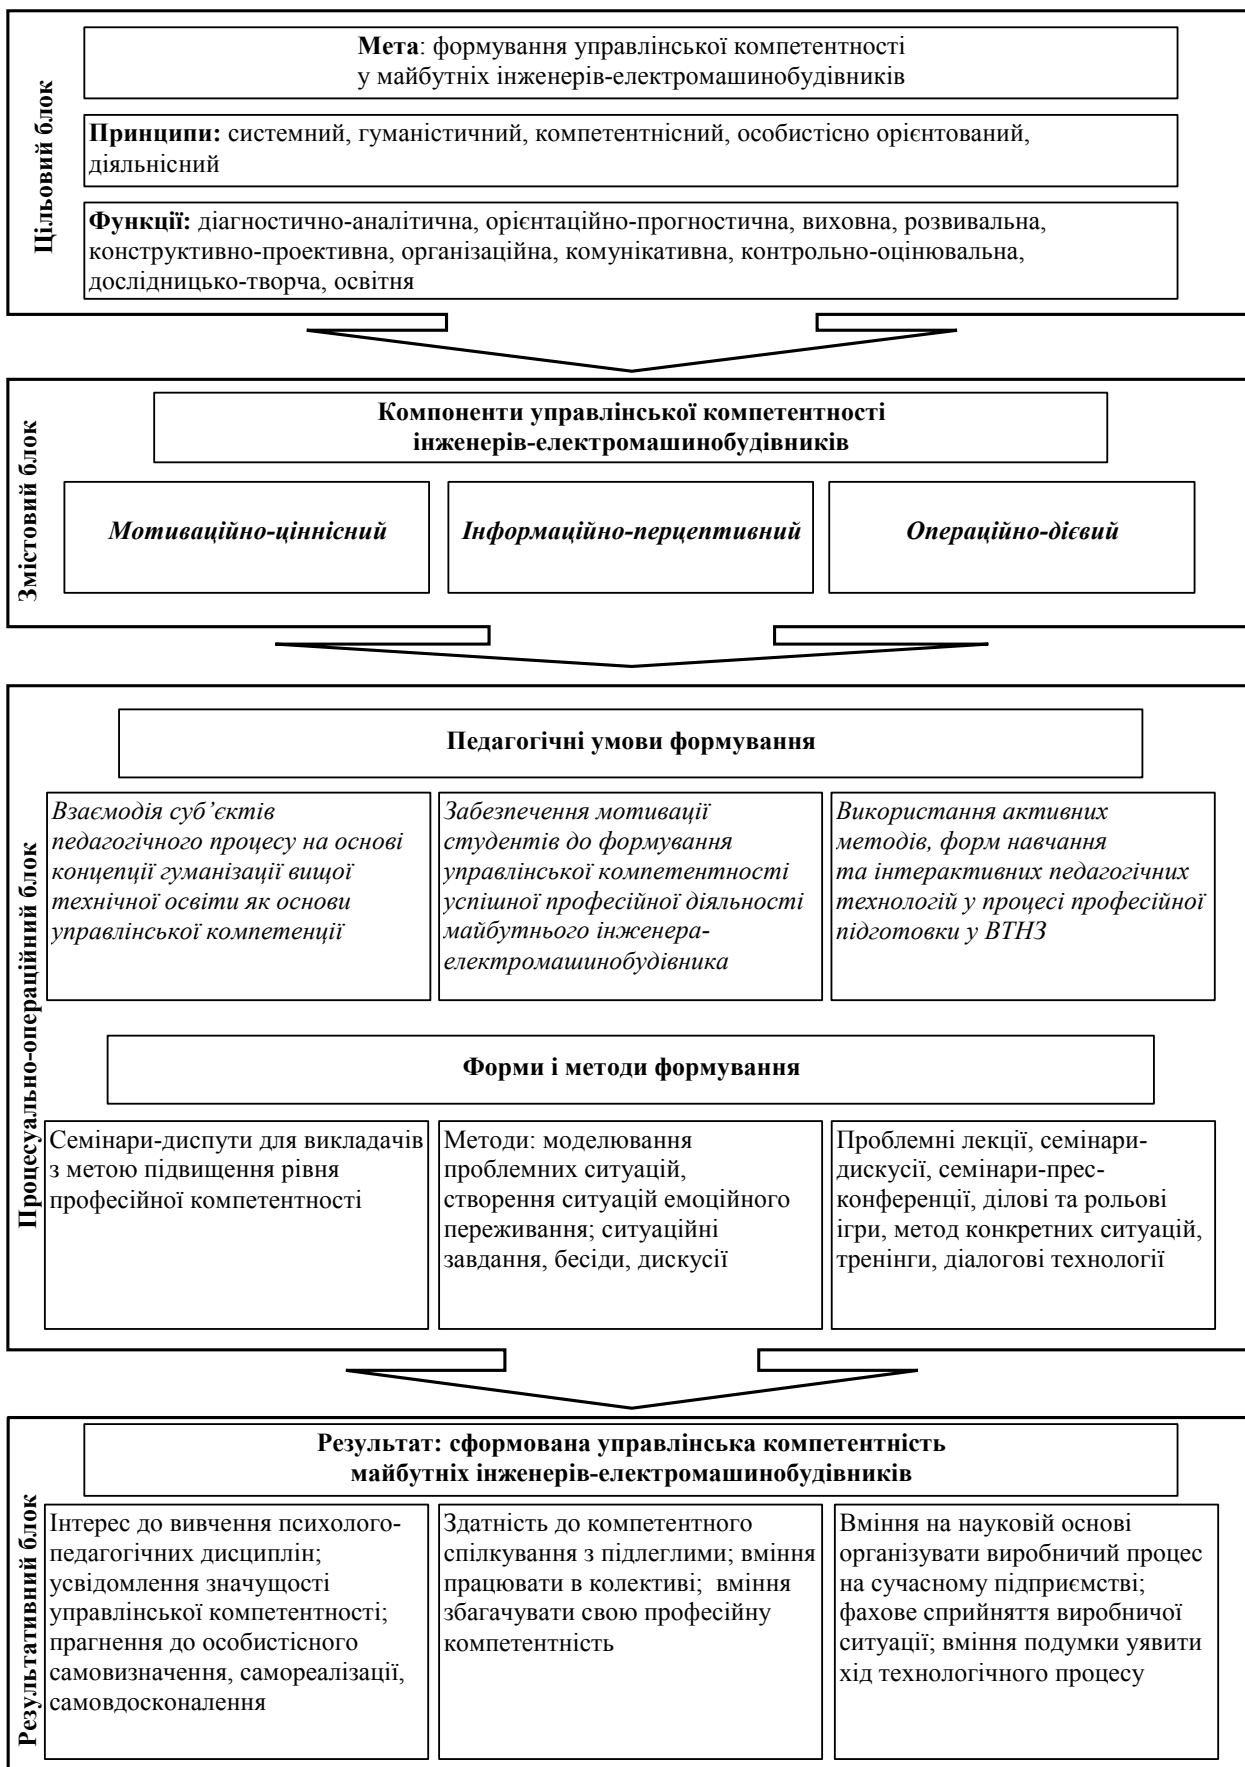 Цільовий блок
Мета: формування управлінської компетентності
у майбутніх інженерів-електромашинобудівників
Принципи: системний, гуманістичний, компетентнісний, особистісно орієнтований,
діяльнісний
Функції: діагностично-аналітична, орієнтаційно-прогностична, виховна, розвивальна,
конструктивно-проективна, організаційна, комунікативна, контрольно-оцінювальна,
дослідницько-творча, освітня
Змістовий блок
Компоненти управлінської компетентності
інженерів-електромашинобудівників
Мотиваційно-ціннісний
Інформаційно-перцептивний
Операційно-дієвий
Процесуально-операційний блок
Педагогічні умови формування
Взаємодія суб’єктів
педагогічного процесу на основі
концепції гуманізації вищої
технічної освіти як основи
управлінської компетенції
Забезпечення мотивації
студентів до формування
управлінської компетентності
успішної професійної діяльності
майбутнього інженера-
електромашинобудівника
Використання активних
методів, форм навчання
та інтерактивних педагогічних
технологій у процесі професійної
підготовки у ВТНЗ
Форми і методи формування
Семінари-диспути для викладачів
з метою підвищення рівня
професійної компетентності
Методи: моделювання
проблемних ситуацій,
створення ситуацій емоційного
переживання; ситуаційні
завдання, бесіди, дискусії
Проблемні лекції, семінари-
дискусії, семінари-прес-
конференції, ділові та рольові
ігри, метод конкретних ситуацій,
тренінги, діалогові технології
Результативний блок
Результат: сформована управлінська компетентність
майбутніх інженерів-електромашинобудівників
Інтерес до вивчення психолого-
педагогічних дисциплін;
усвідомлення значущості
управлінської компетентності;
прагнення до особистісного
самовизначення, самореалізації,
самовдосконалення
Здатність до компетентного
спілкування з підлеглими; вміння
працювати в колективі; вміння
збагачувати свою професійну
компетентність
Вміння на науковій основі
організувати виробничий процес
на сучасному підприємстві;
фахове сприйняття виробничої
ситуації; вміння подумки уявити
хід технологічного процесу